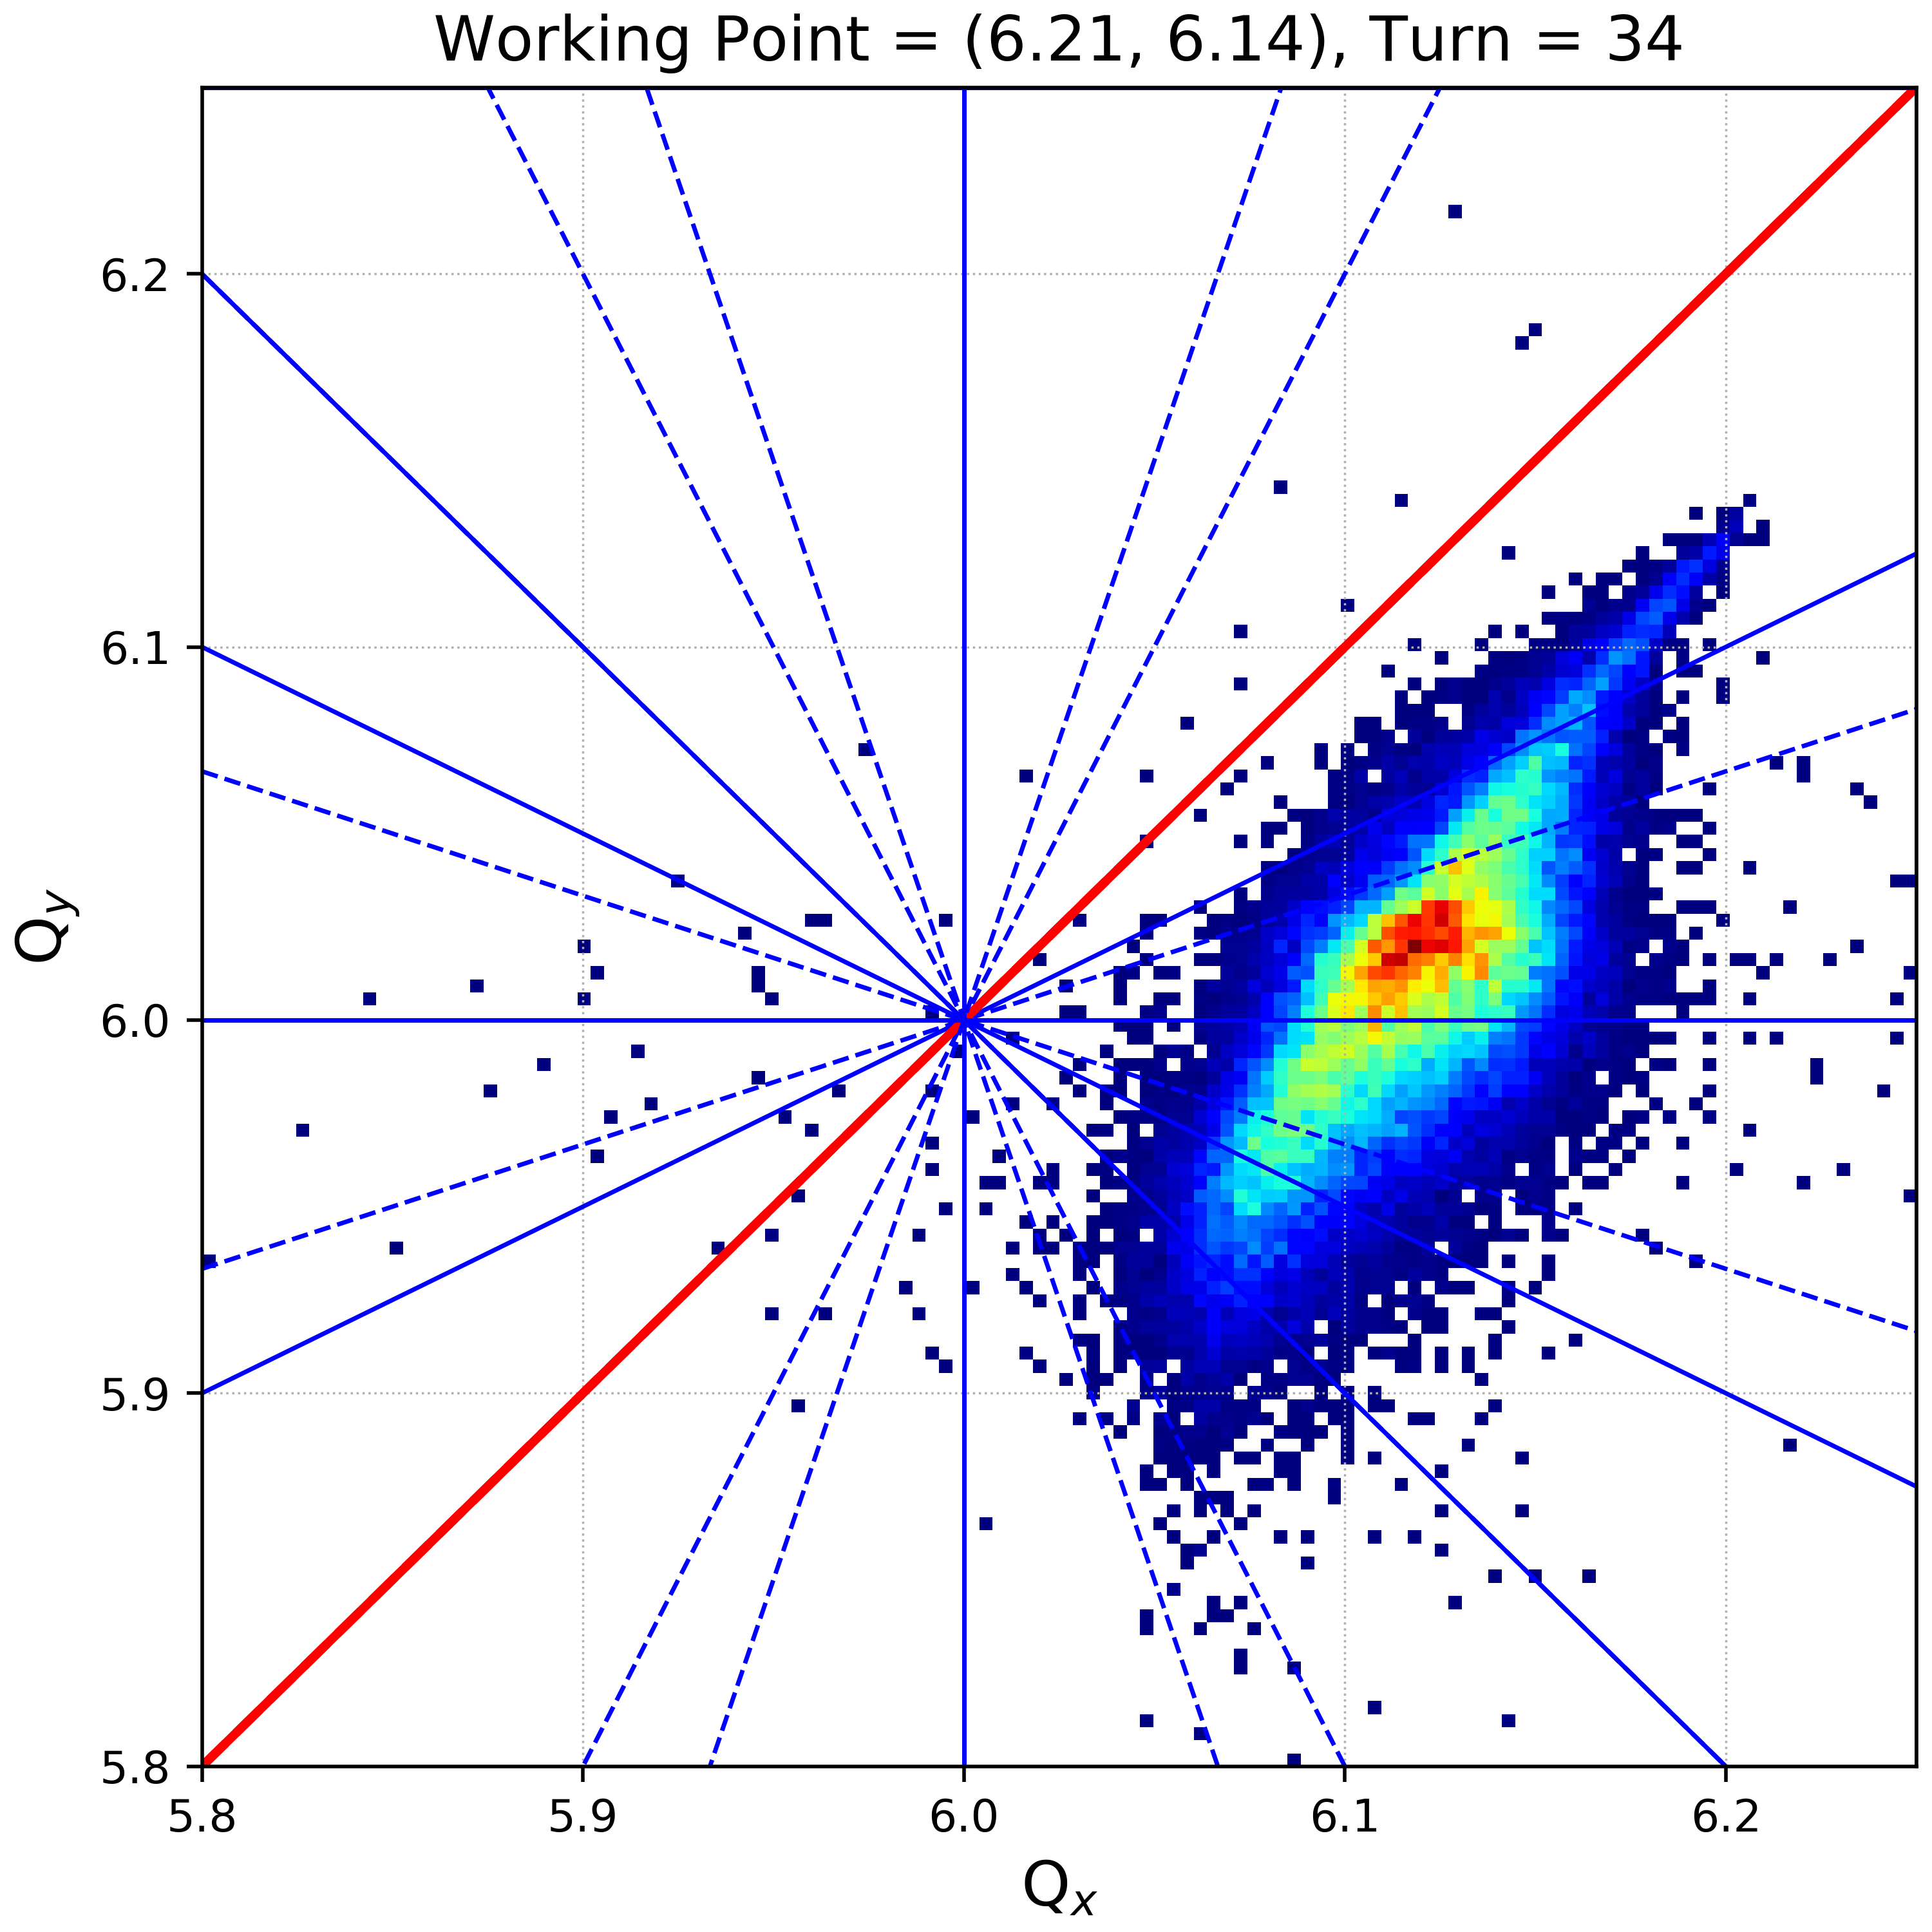 Working Point = (6.21, 6.14), Turn = 34
6.2
6.1
6.0
5.9
5.8
Qy
5.8 5.9 6.0 6.1 6.2
Qx